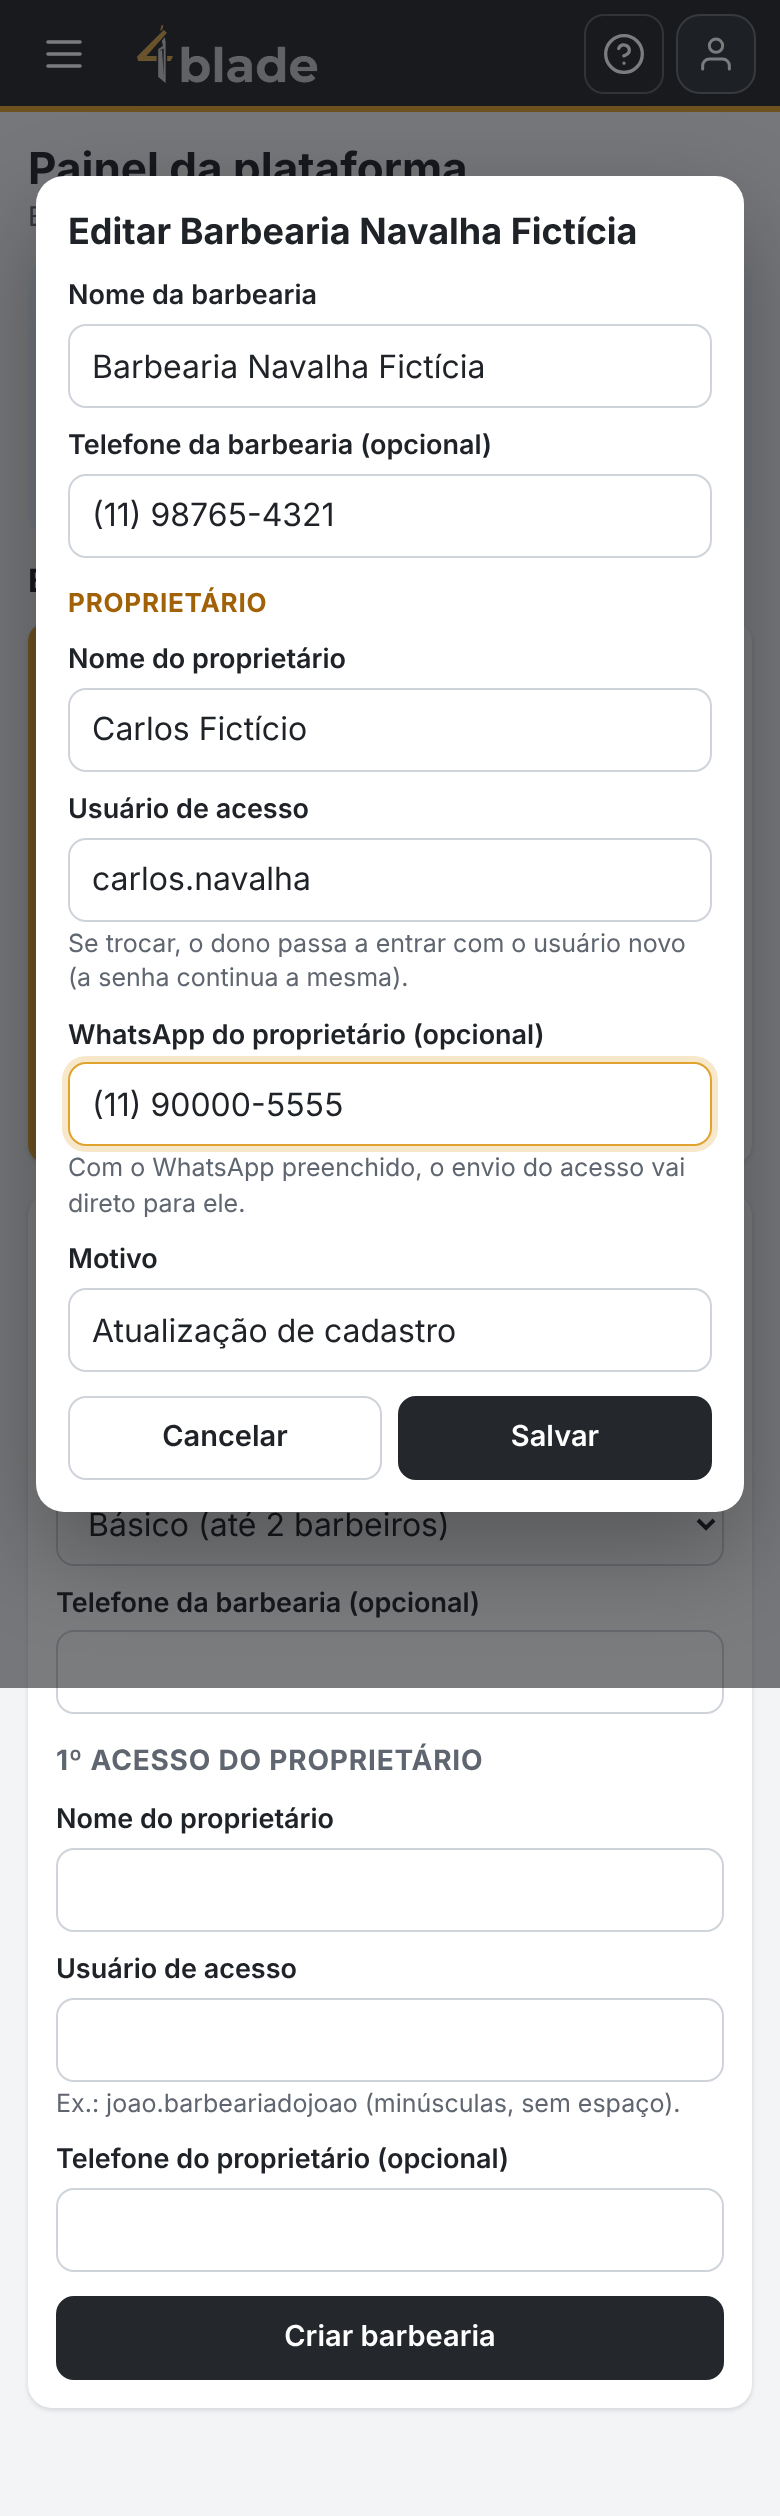 4blade
Painel da plataforma
Editar Barbearia Navalha Fictícia
Nome da barbearia
Barbearia Navalha Fictícia
Telefone da barbearia (opcional)
(11) 98765-4321
PROPRIETÁRIO
Nome do proprietário
Carlos Fictício
Usuário de acesso
carlos.navalha
Se trocar, o dono passa a entrar com o usuário novo
(a senha continua a mesma).
WhatsApp do proprietário (opcional)
(11) 90000-5555
Com o WhatsApp preenchido, o envio do acesso vai
direto para ele.
Motivo
Atualização de cadastro
Cancelar
Salvar
Básico (até 2 barbeiros)
Telefone da barbearia (opcional)
1º ACESSO DO PROPRIETÁRIO
Nome do proprietário
Usuário de acesso
Ex.: joao.barbeariadojoao (minúsculas, sem espaço).
Telefone do proprietário (opcional)
Criar barbearia